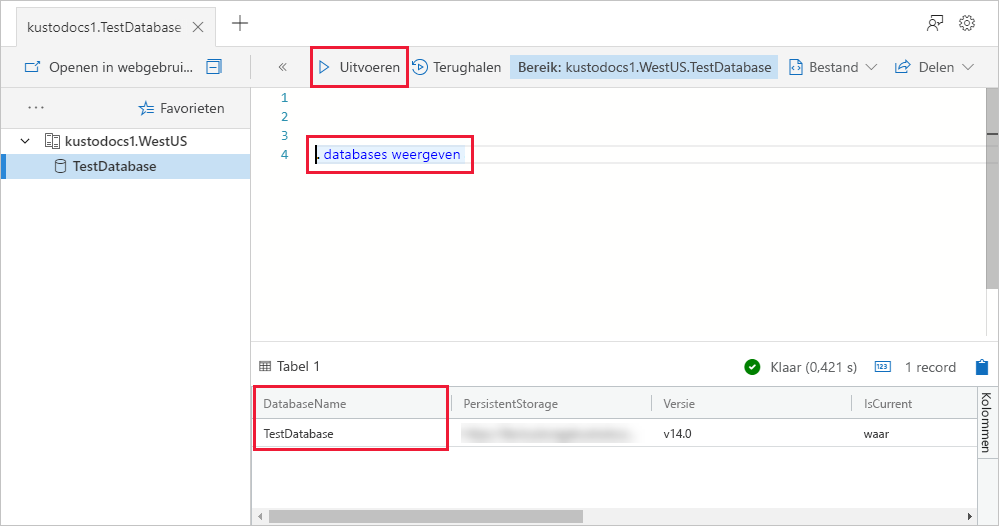 kustodocs1.TestDatabase
Openen in webgebrui...
Uitvoeren
Terughalen
Bereik: kustodocs1.WestUS.TestDatabase
Bestand
Delen
Favorieten
kustodocs1.WestUS
TestDatabase
1
2
3
4 . databases weergeven
Tabel 1
Klaar (0,421 s)
123
1 record
DatabaseName PersistentStorage Versie IsCurrent
TestDatabase v14.0 waar
Kolommen